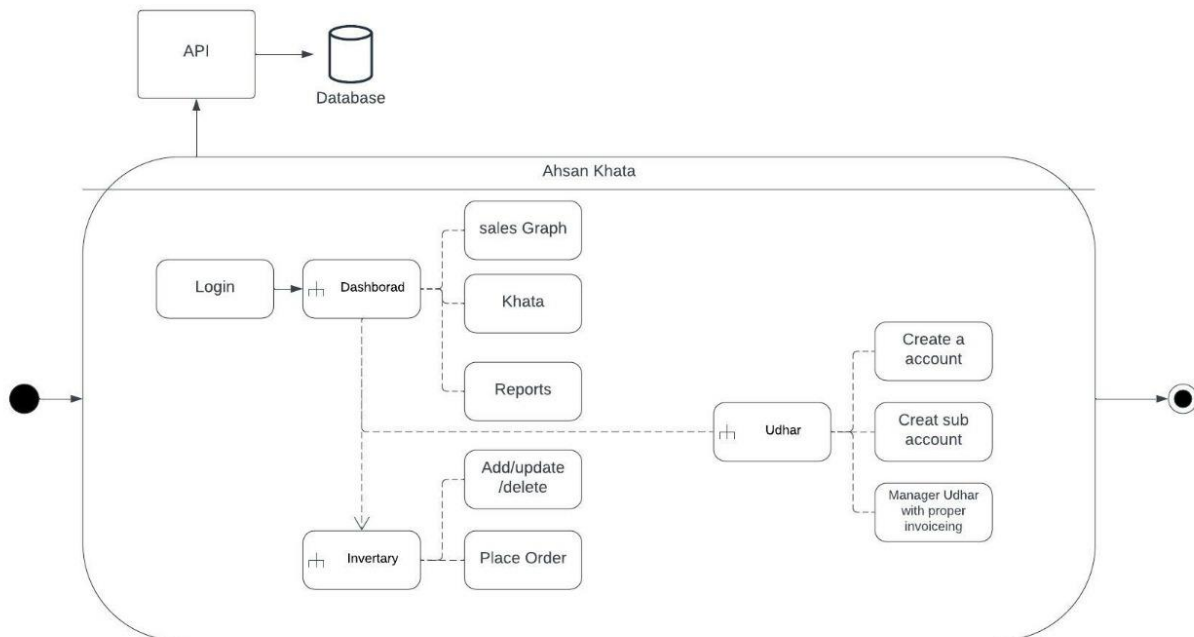 API
Database
Ahsan Khata
sales Graph
Login
Dashborad
Khata
Reports
Create a
account
Udhar
Creat sub
account
Add/update
/delete
Manager Udhar
with proper
invoiceing
Invertary
Place Order